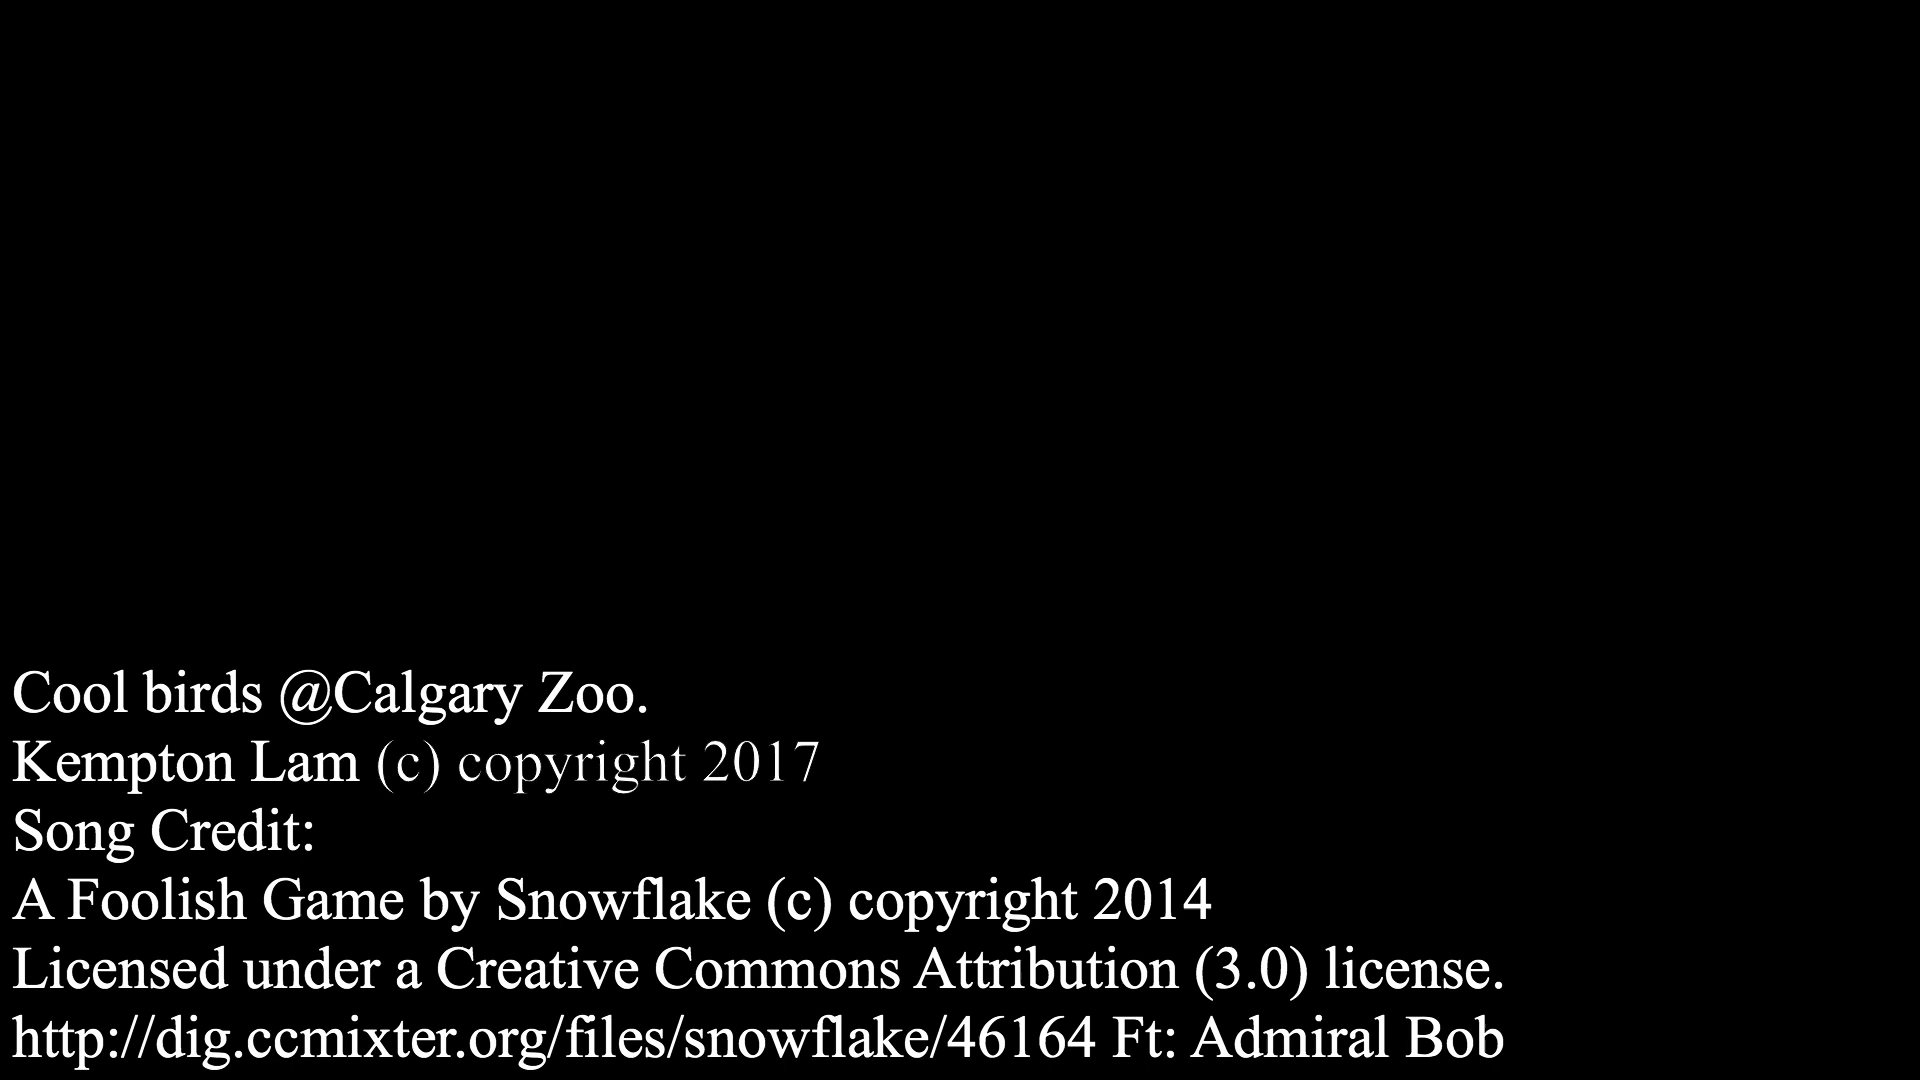 Cool birds @Calgary Zoo.
Kempton Lam (c) copyright 2017
Song Credit:
A Foolish Game by Snowflake (c) copyright 2014
Licensed under a Creative Commons Attribution (3.0) license.
http://dig.ccmixter.org/files/snowflake/46164 Ft: Admiral Bob